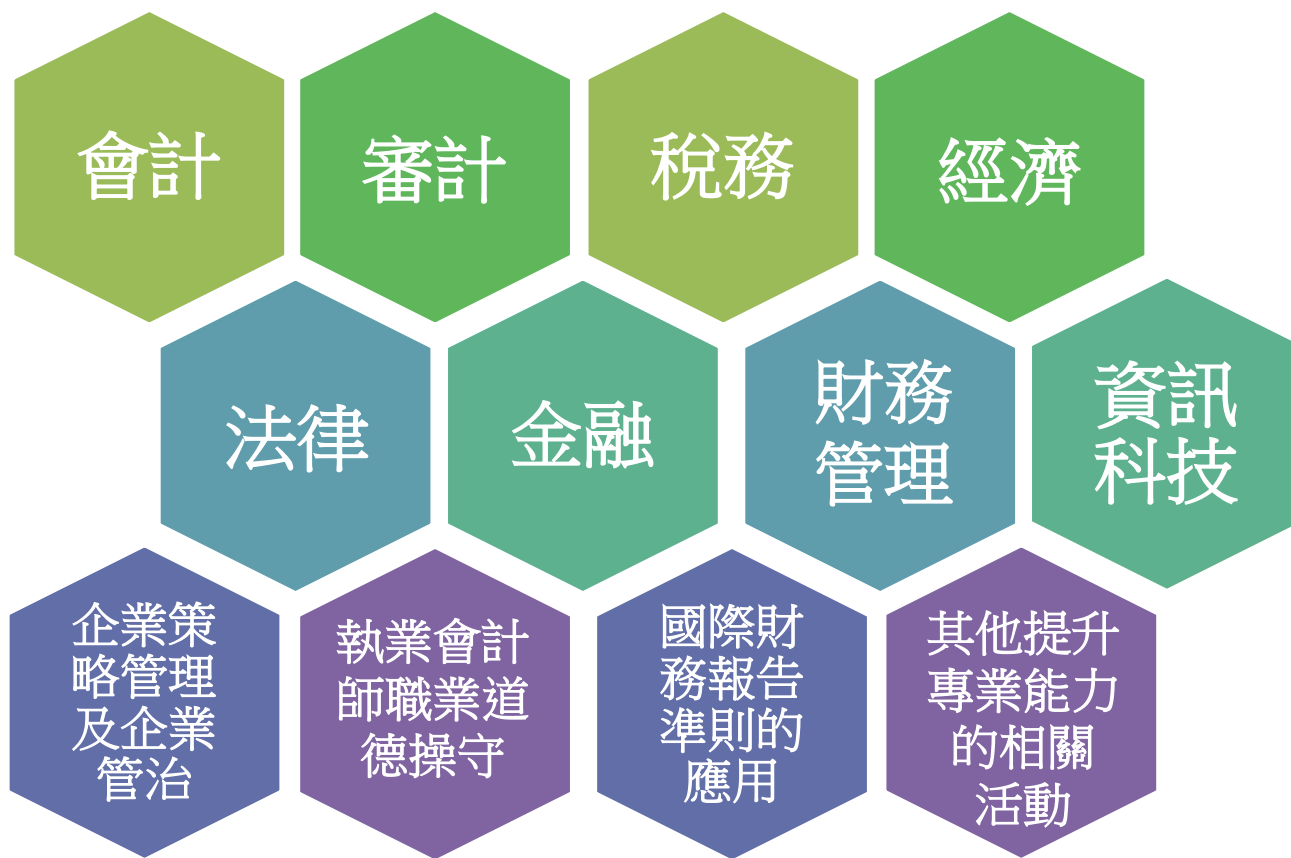 會計
審計
稅務
經濟
法律
金融
財務
管理
資訊
科技
企業策
略管理
及企業
管治
執業會計
師職業道
德操守
國際財
務報告
準則的
應用
其他提升
專業能力
的相關
活動